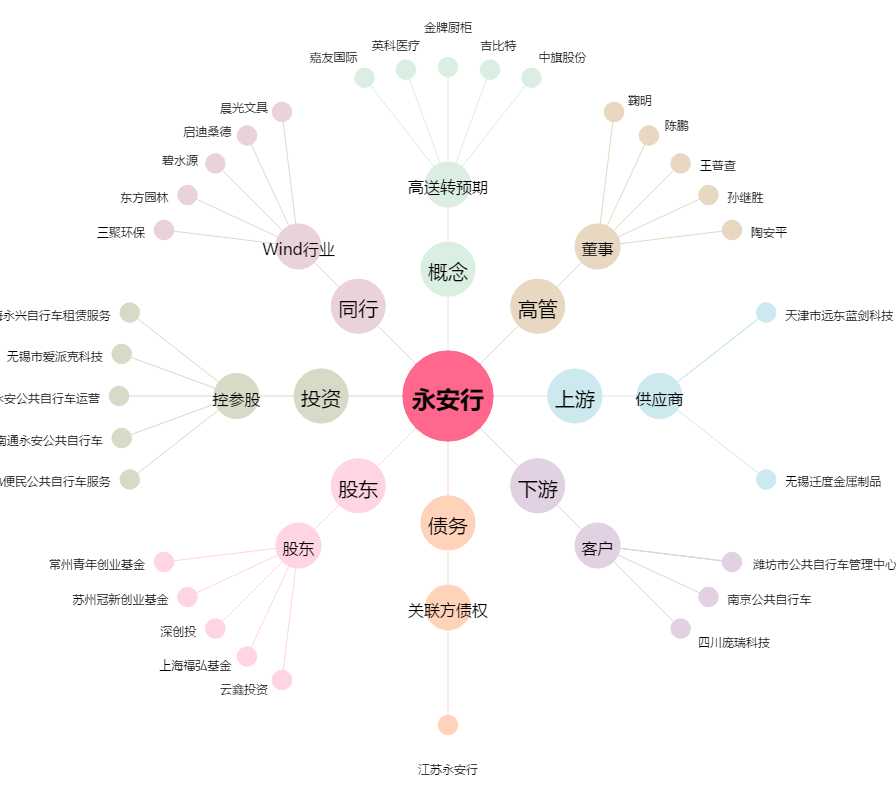 金牌厨柜
英科医疗
吉比特
嘉友国际
中旗股份
晨光文具
鞠明
启迪桑德
陈鹏
碧水源
王普查
高送转预期
东方园林
孙继胜
三聚环保
陶安平
Wind行业
董事
概念
同行
高管
永兴自行车租赁服务
天津市远东蓝剑科技
无锡市爱派克科技
控参股
投资
永安行
上游
供应商
永安公共自行车运营
南通永安公共自行车
便民公共自行车服务
无锡迁度金属制品
股东
下游
债务
股东
客户
常州青年创业基金
潍坊市公共自行车管理中心
苏州冠新创业基金
南京公共自行车
关联方债权
深创投
四川庞瑞科技
上海福弘基金
云鑫投资
江苏永安行